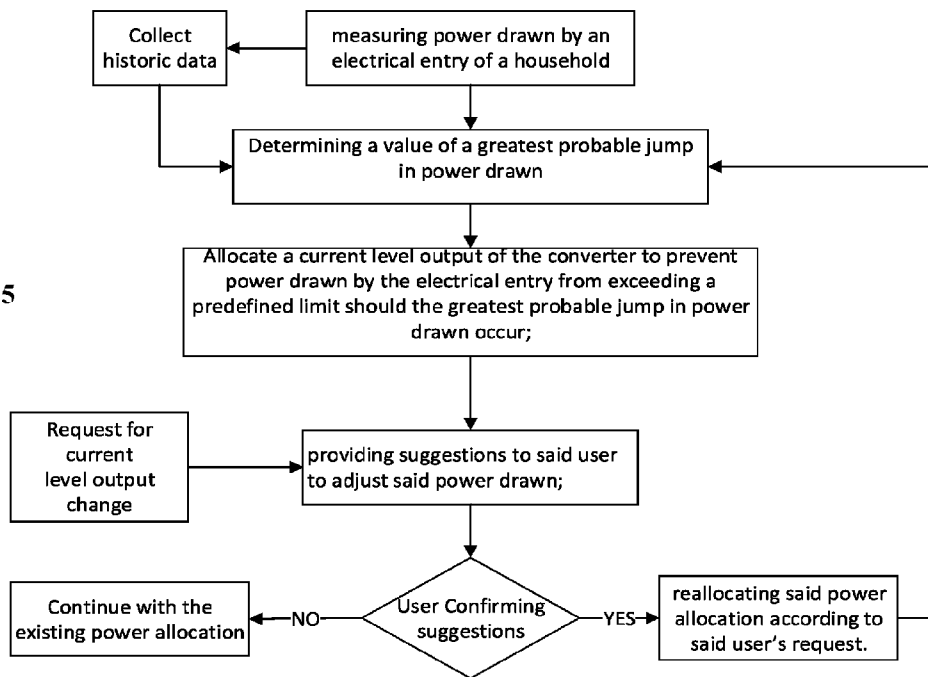 Collect
historic data
measuring power drawn by an
electrical entry of a household
Determining a value of a greatest probable jump
in power drawn
Allocate a current level output of the converter to prevent
power drawn by the electrical entry from exceeding a
predefined limit should the greatest probable jump in power
drawn occur;
5
Request for
current
level output
change
providing suggestions to said user
to adjust said power drawn;
User Confirming
suggestions
NO
YES
Continue with the
existing power allocation
reallocating said power
allocation according to
said user's request.